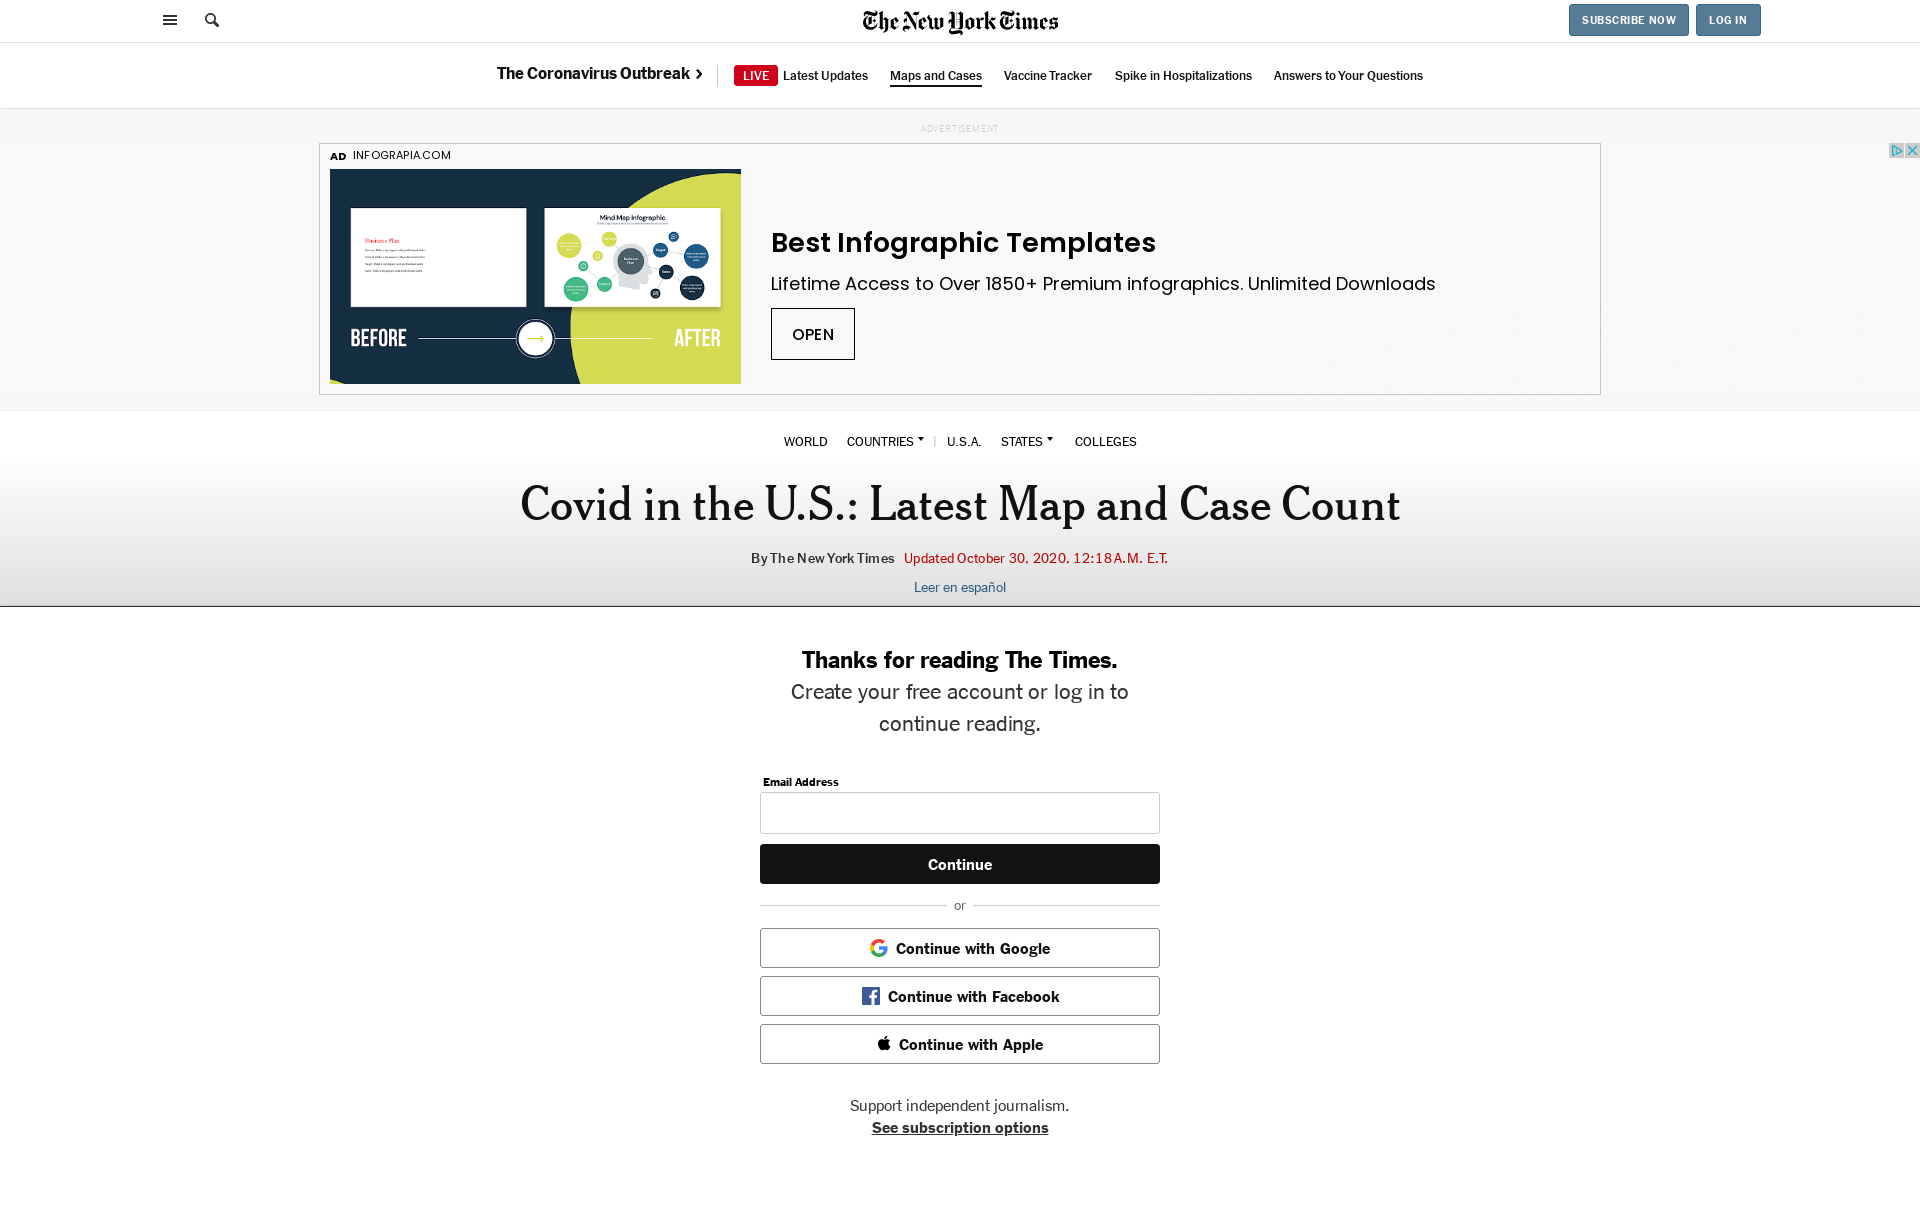 The New York Times
SUBSCRIBE NOW
LOG IN
The Coronavirus Outbreak
LIVE Latest Updates
Maps and Cases
Vaccine Tracker
Spike in Hospitalizations
Answers to Your Questions
ADVERTISEMENT
AD INFOGRAPIA.COM
Mind Map Infographic
Business Plan
BEFORE
AFTER
Best Infographic Templates
Lifetime Access to Over 1850+ Premium infographics. Unlimited Downloads
OPEN
WORLD COUNTRIES | U.S.A. STATES COLLEGES
Covid in the U.S.: Latest Map and Case Count
By The New York Times Updated October 30, 2020, 12:18 A.M. E.T.
Leer en español
Thanks for reading The Times.
Create your free account or log in to
continue reading.
Email Address
Continue
or
Continue with Google
Continue with Facebook
Continue with Apple
Support independent journalism.
See subscription options